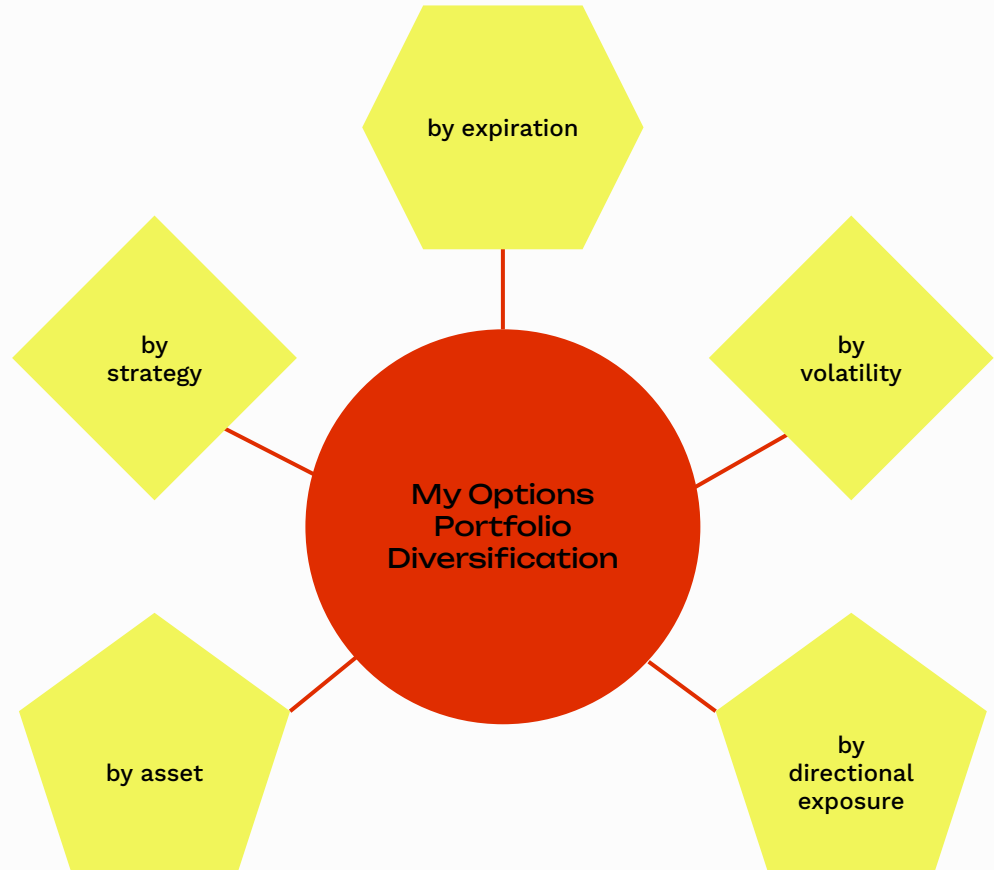 by expiration
by
strategy
by
volatility
My Options
Portfolio
Diversification
by asset
by
directional
exposure